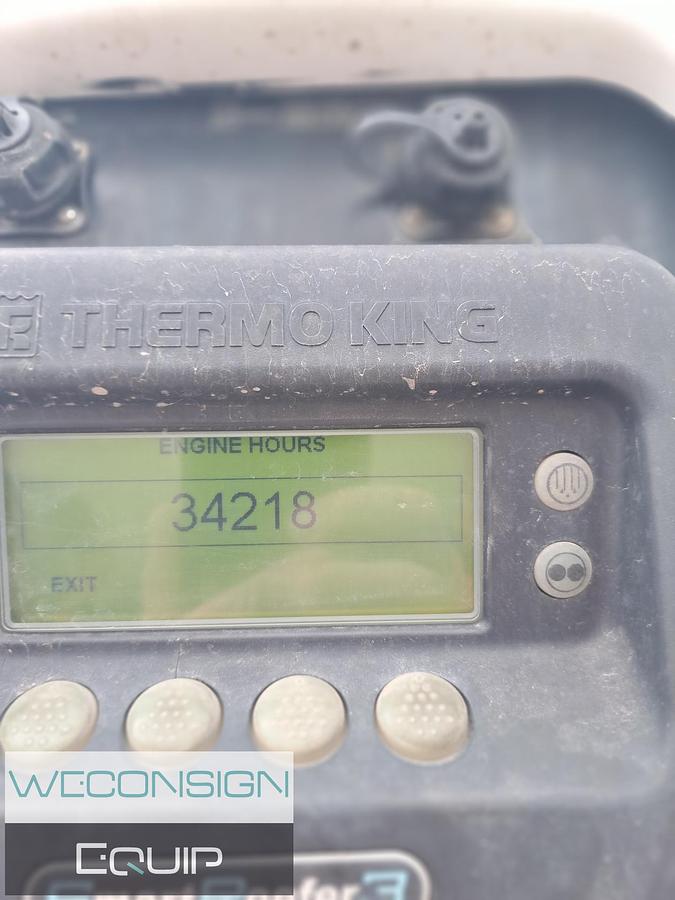 THERMO KING
ENGINE HOURS
34218
EXIT
WECONSIGN
EQUIP